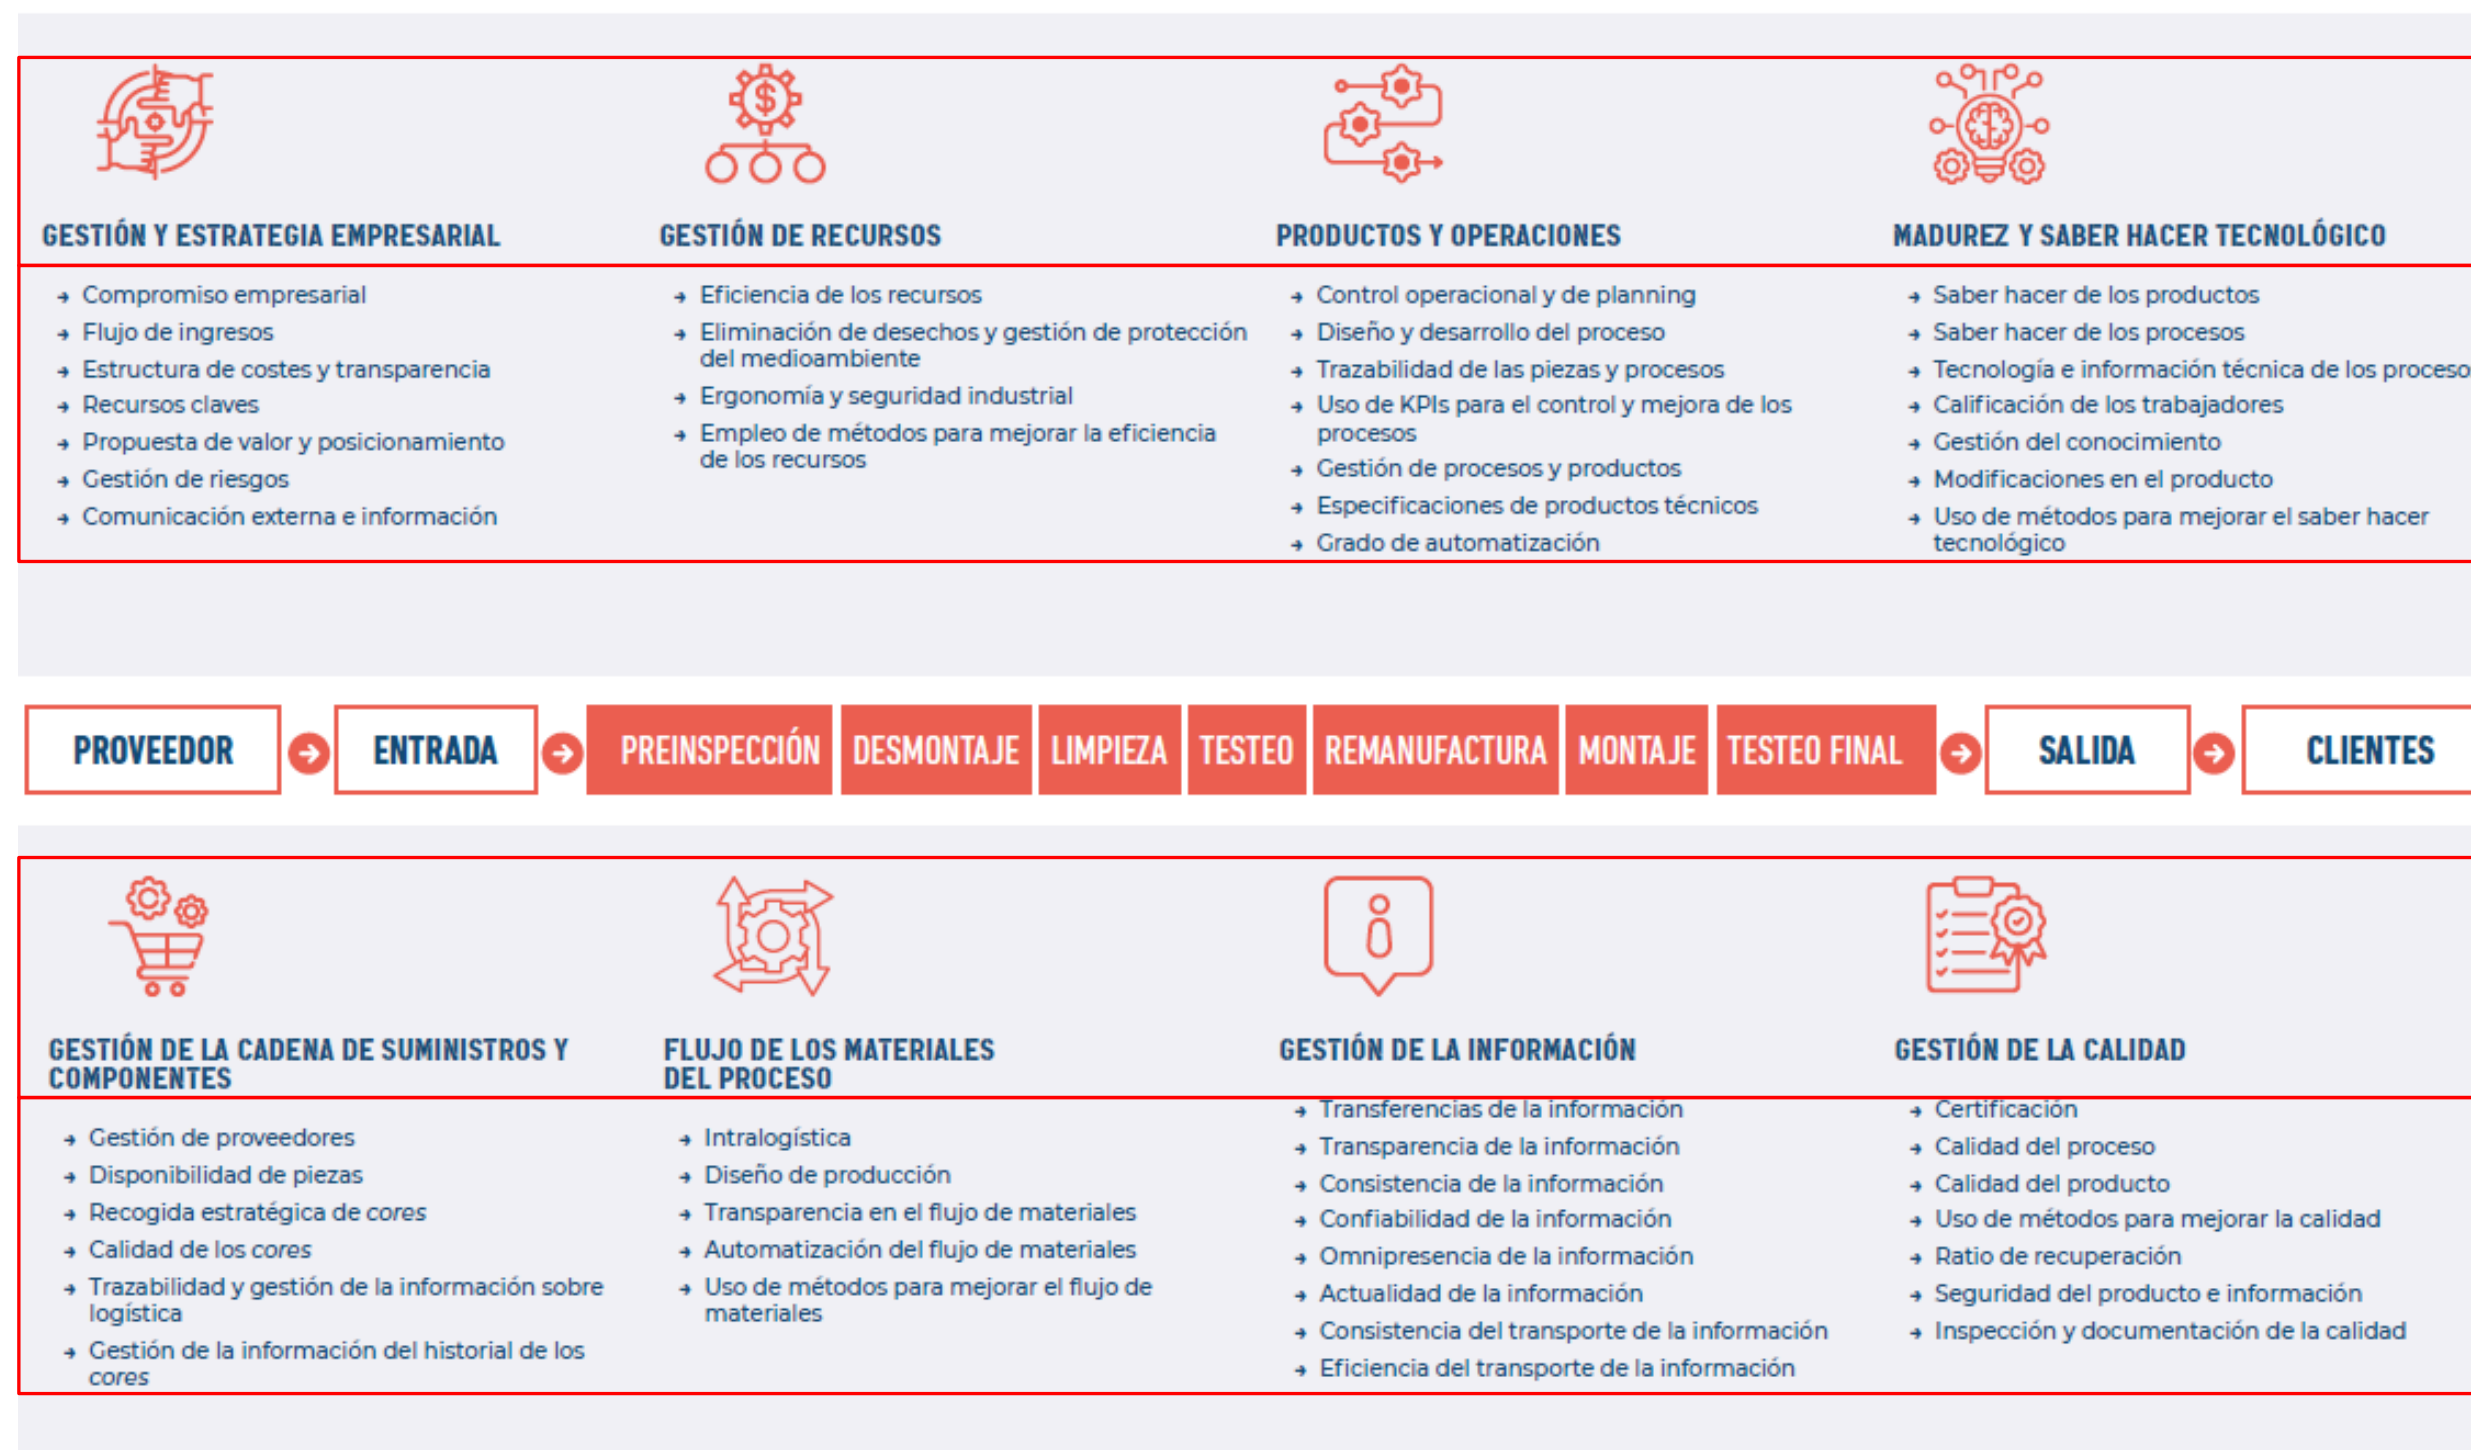 GESTIÓN Y ESTRATEGIA EMPRESARIAL
→ Compromiso empresarial
→ Flujo de ingresos
→ Estructura de costes y transparencia
→ Recursos claves
→ Propuesta de valor y posicionamiento
→ Gestión de riesgos
→ Comunicación externa e información
GESTIÓN DE RECURSOS
→ Eficiencia de los recursos
→ Eliminación de desechos y gestión de protección
del medioambiente
→ Ergonomía y seguridad industrial
→ Empleo de métodos para mejorar la eficiencia
de los recursos
PRODUCTOS Y OPERACIONES
→ Control operacional y de planning
→ Diseño y desarrollo del proceso
→ Trazabilidad de las piezas y procesos
→ Uso de KPIs para el control y mejora de los
procesos
→ Gestión de procesos y productos
→ Especificaciones de productos técnicos
→ Grado de automatización
MADUREZ Y SABER HACER TECNOLÓGICO
→ Saber hacer de los productos
→ Saber hacer de los procesos
→ Tecnología e información técnica de los proceso
→ Calificación de los trabajadores
→ Gestión del conocimiento
→ Modificaciones en el producto
→ Uso de métodos para mejorar el saber hacer
tecnológico
PROVEEDOR → ENTRADA → PREINSPECCIÓN DESMONTAJE LIMPIEZA TESTEO REMANUFACTURA MONTAJE TESTEO FINAL → SALIDA → CLIENTES
GESTIÓN DE LA CADENA DE SUMINISTROS Y
COMPONENTES
→ Gestión de proveedores
→ Disponibilidad de piezas
→ Recogida estratégica de cores
→ Calidad de los cores
→ Trazabilidad y gestión de la información sobre
logística
→ Gestión de la información del historial de los
cores
FLUJO DE LOS MATERIALES
DEL PROCESO
→ Intralogística
→ Diseño de producción
→ Transparencia en el flujo de materiales
→ Automatización del flujo de materiales
→ Uso de métodos para mejorar el flujo de
materiales
GESTIÓN DE LA INFORMACIÓN
→ Transferencias de la información
→ Transparencia de la información
→ Consistencia de la información
→ Confiabilidad de la información
→ Omnipresencia de la información
→ Actualidad de la información
→ Consistencia del transporte de la información
→ Eficiencia del transporte de la información
GESTIÓN DE LA CALIDAD
→ Certificación
→ Calidad del proceso
→ Calidad del producto
→ Uso de métodos para mejorar la calidad
→ Ratio de recuperación
→ Seguridad del producto e información
→ Inspección y documentación de la calidad